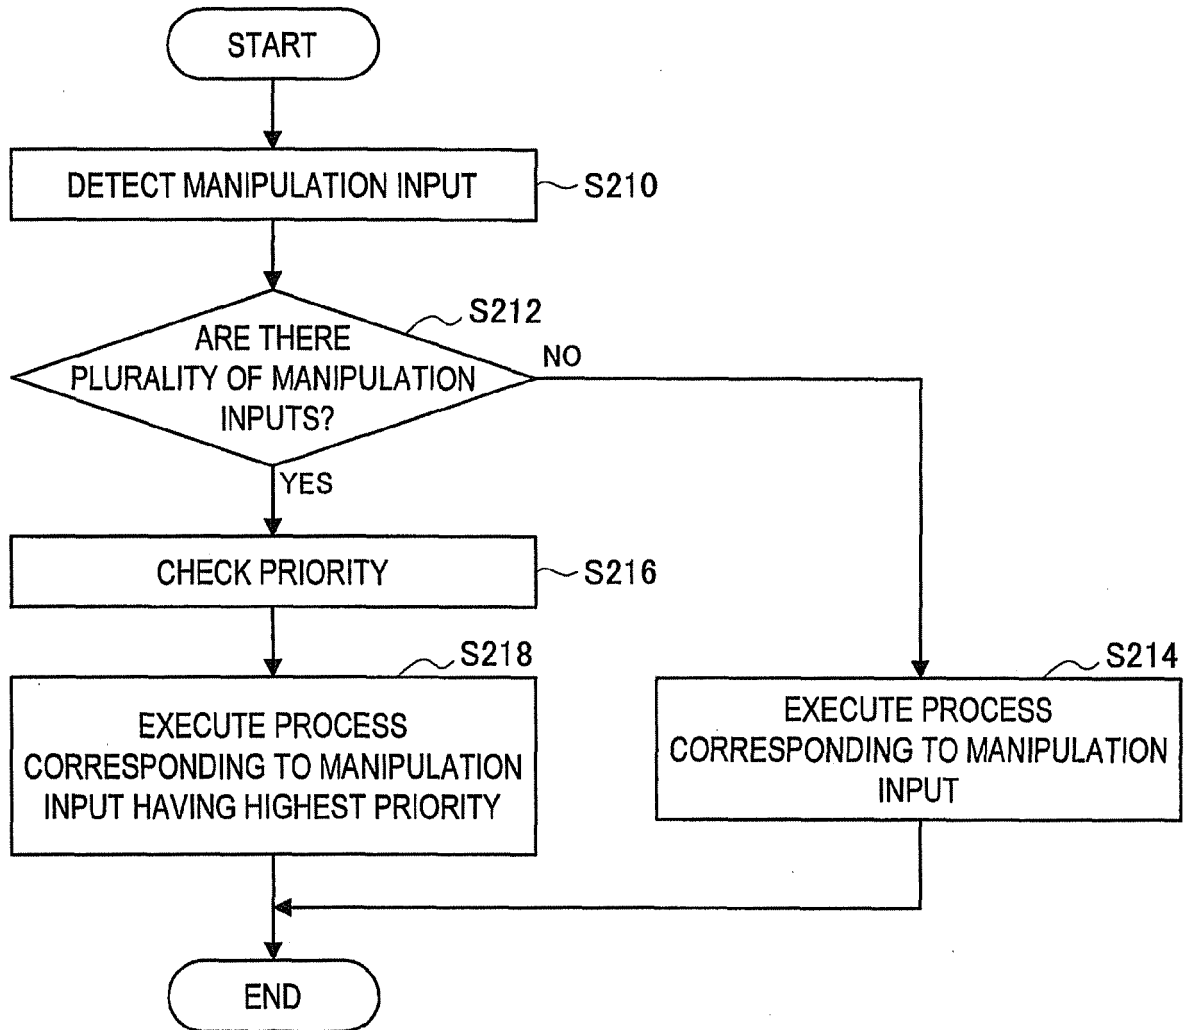 START
DETECT MANIPULATION INPUT
S210
S212
ARE THERE
PLURALITY OF MANIPULATION
INPUTS?
NO
YES
CHECK PRIORITY
S216
S218
EXECUTE PROCESS
CORRESPONDING TO MANIPULATION
INPUT HAVING HIGHEST PRIORITY
S214
EXECUTE PROCESS
CORRESPONDING TO MANIPULATION
INPUT
END